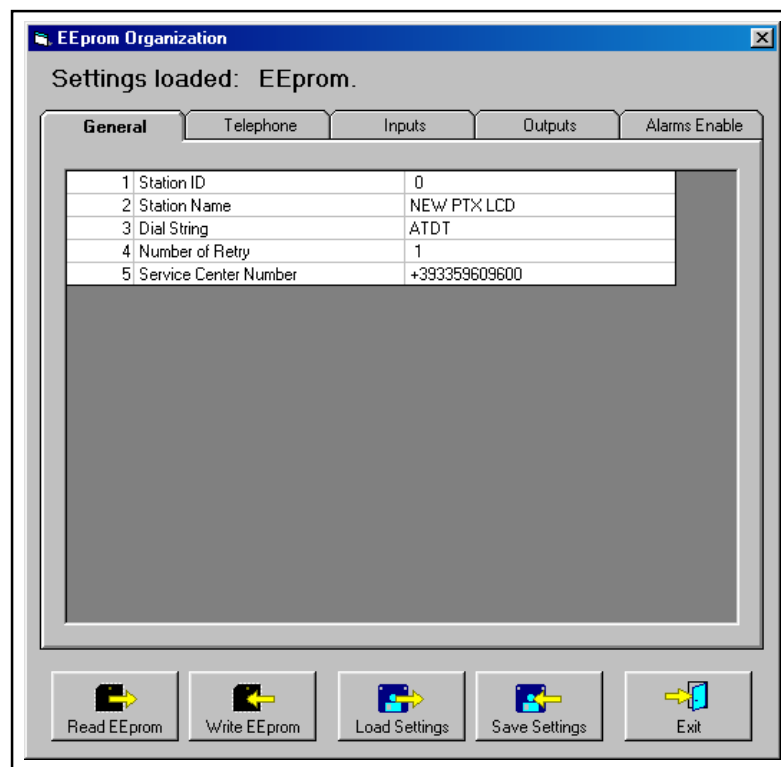 EEprom Organization
Settings loaded: EEprom.
General Telephone Inputs Outputs Alarms Enable
1 Station ID 0
2 Station Name NEW PTX LCD
3 Dial String ATDT
4 Number of Retry 1
5 Service Center Number +393359609600
Read EEprom Write EEprom Load Settings Save Settings Exit